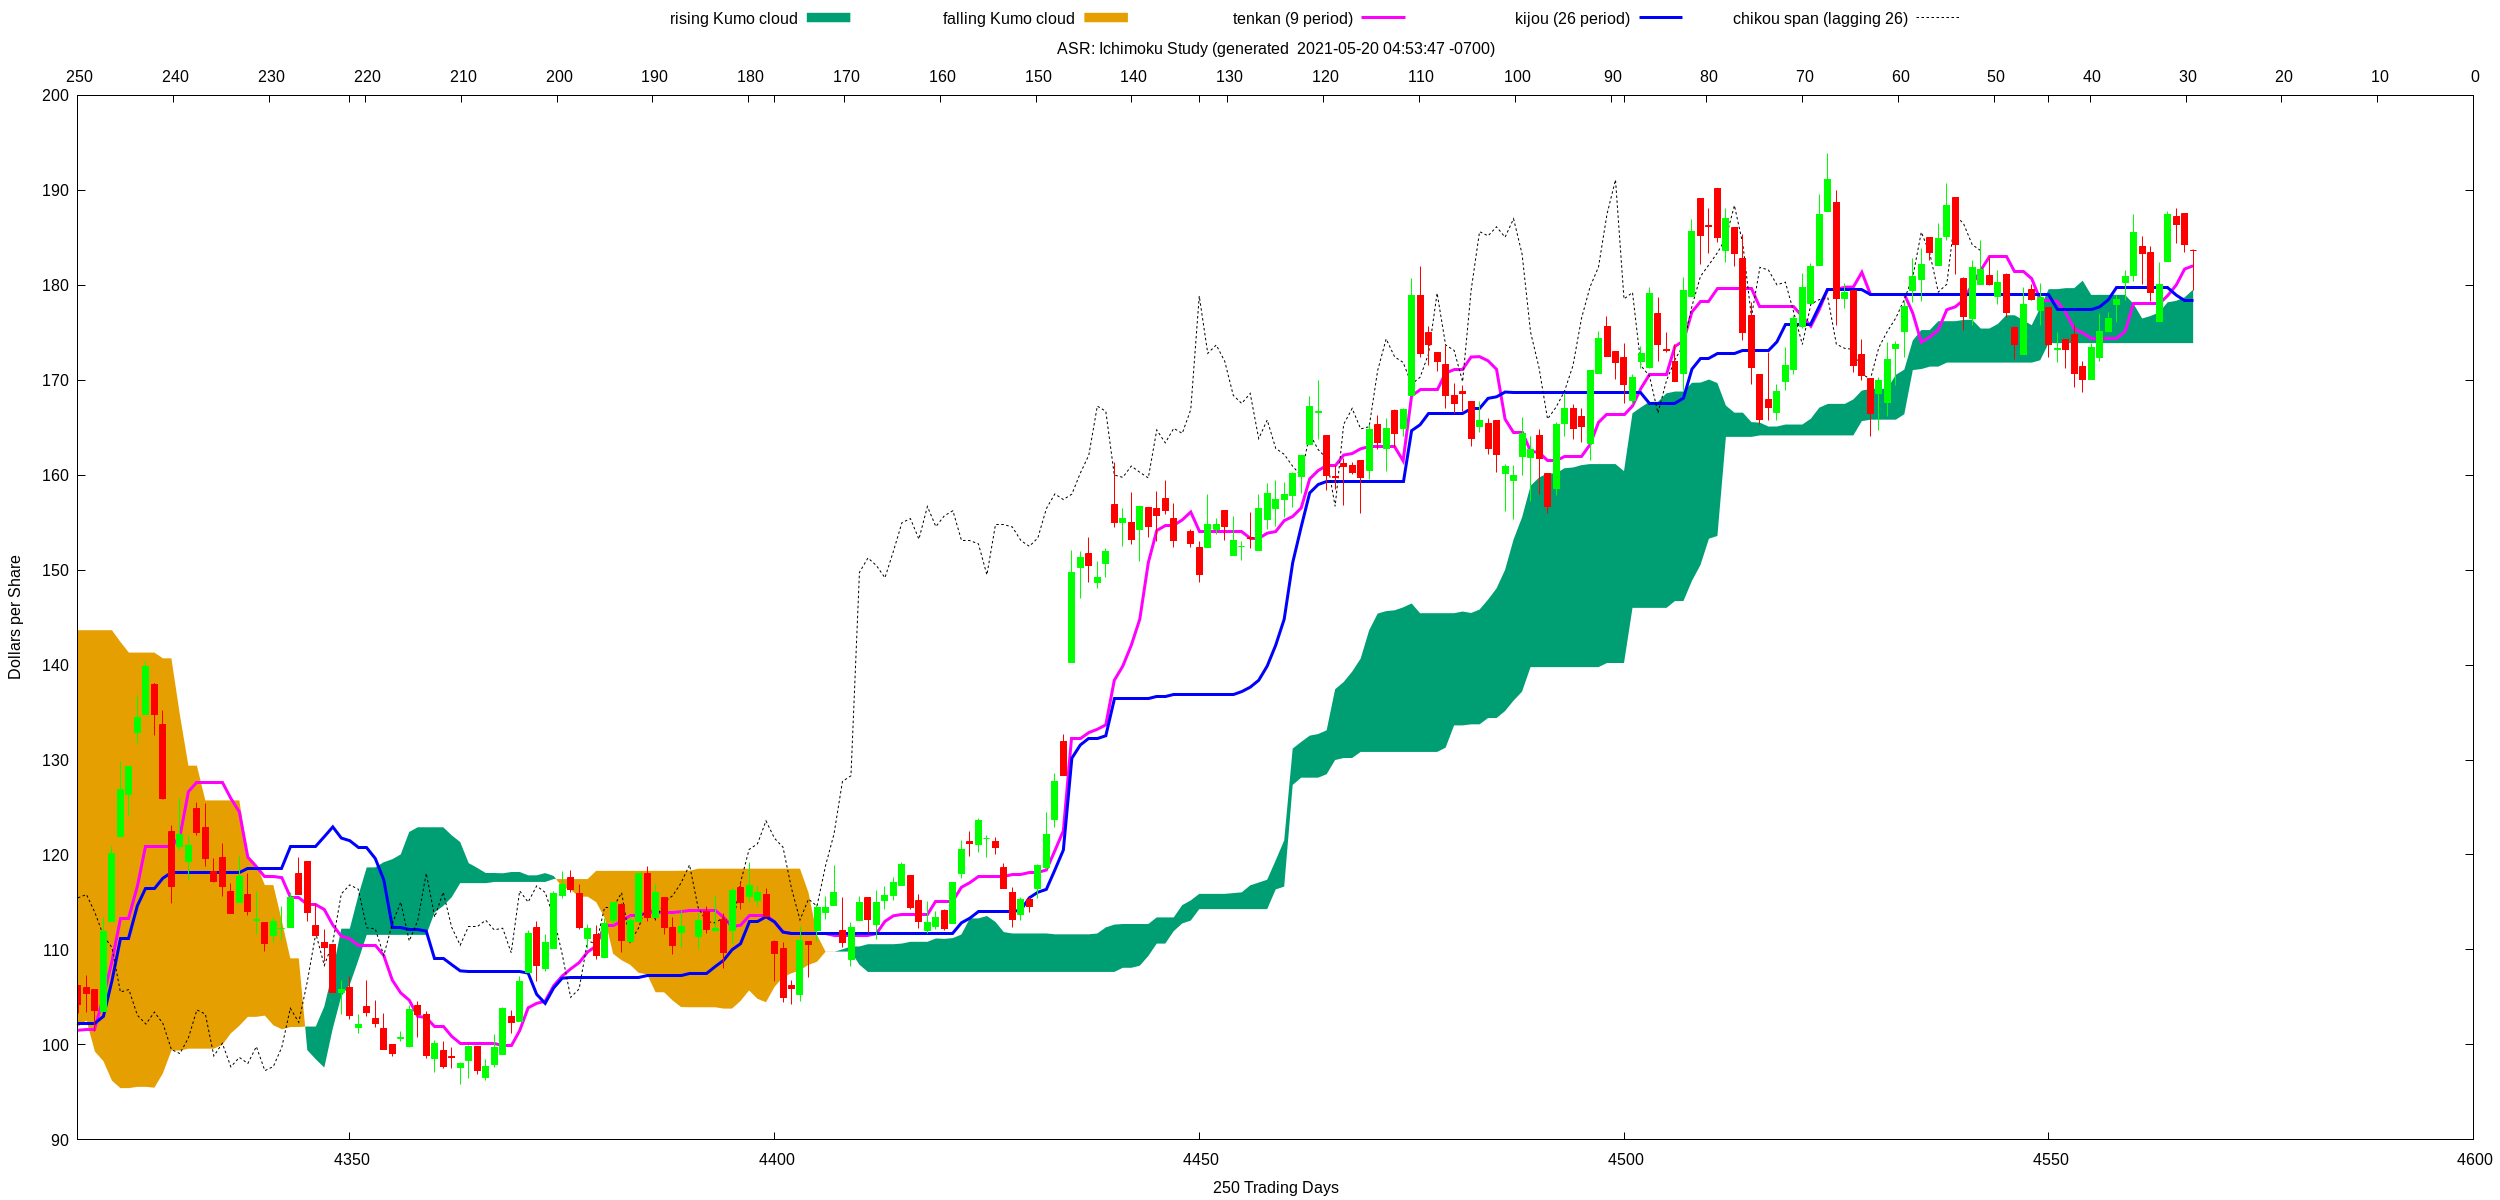 rising Kumo cloud falling Kumo cloud tenkan (9 period) kijou (26 period) chikou span (lagging 26)
ASR: Ichimoku Study (generated  2021-05-20 04:53:47 -0700)
250 240 230 220 210 200 190 180 170 160 150 140 130 120 110 100 90 80 70 60 50 40 30 20 10 0
200
190
180
170
160
150
140
130
120
110
100
90
Dollars per Share
4350 4400 4450 4500 4550 4600
250 Trading Days